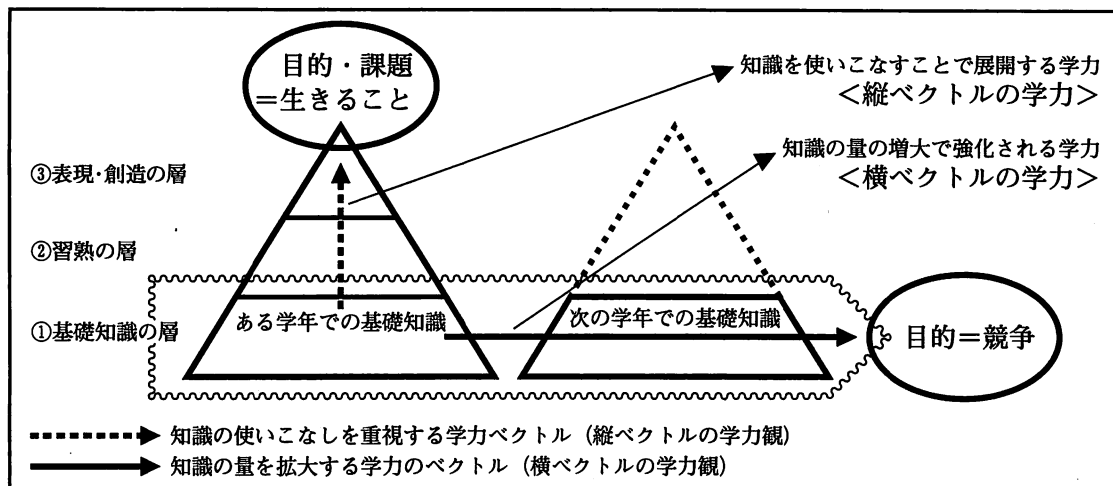 目的・課題
＝生きること
知識を使いこなすことで展開する学力
＜縦ベクトルの学力＞
知識の量の増大で強化される学力
＜横ベクトルの学力＞
③表現・創造の層
②習熟の層
①基礎知識の層
ある学年での基礎知識
次の学年での基礎知識
目的＝競争
知識の使いこなしを重視する学力ベクトル（縦ベクトルの学力観）
知識の量を拡大する学力のベクトル（横ベクトルの学力観）